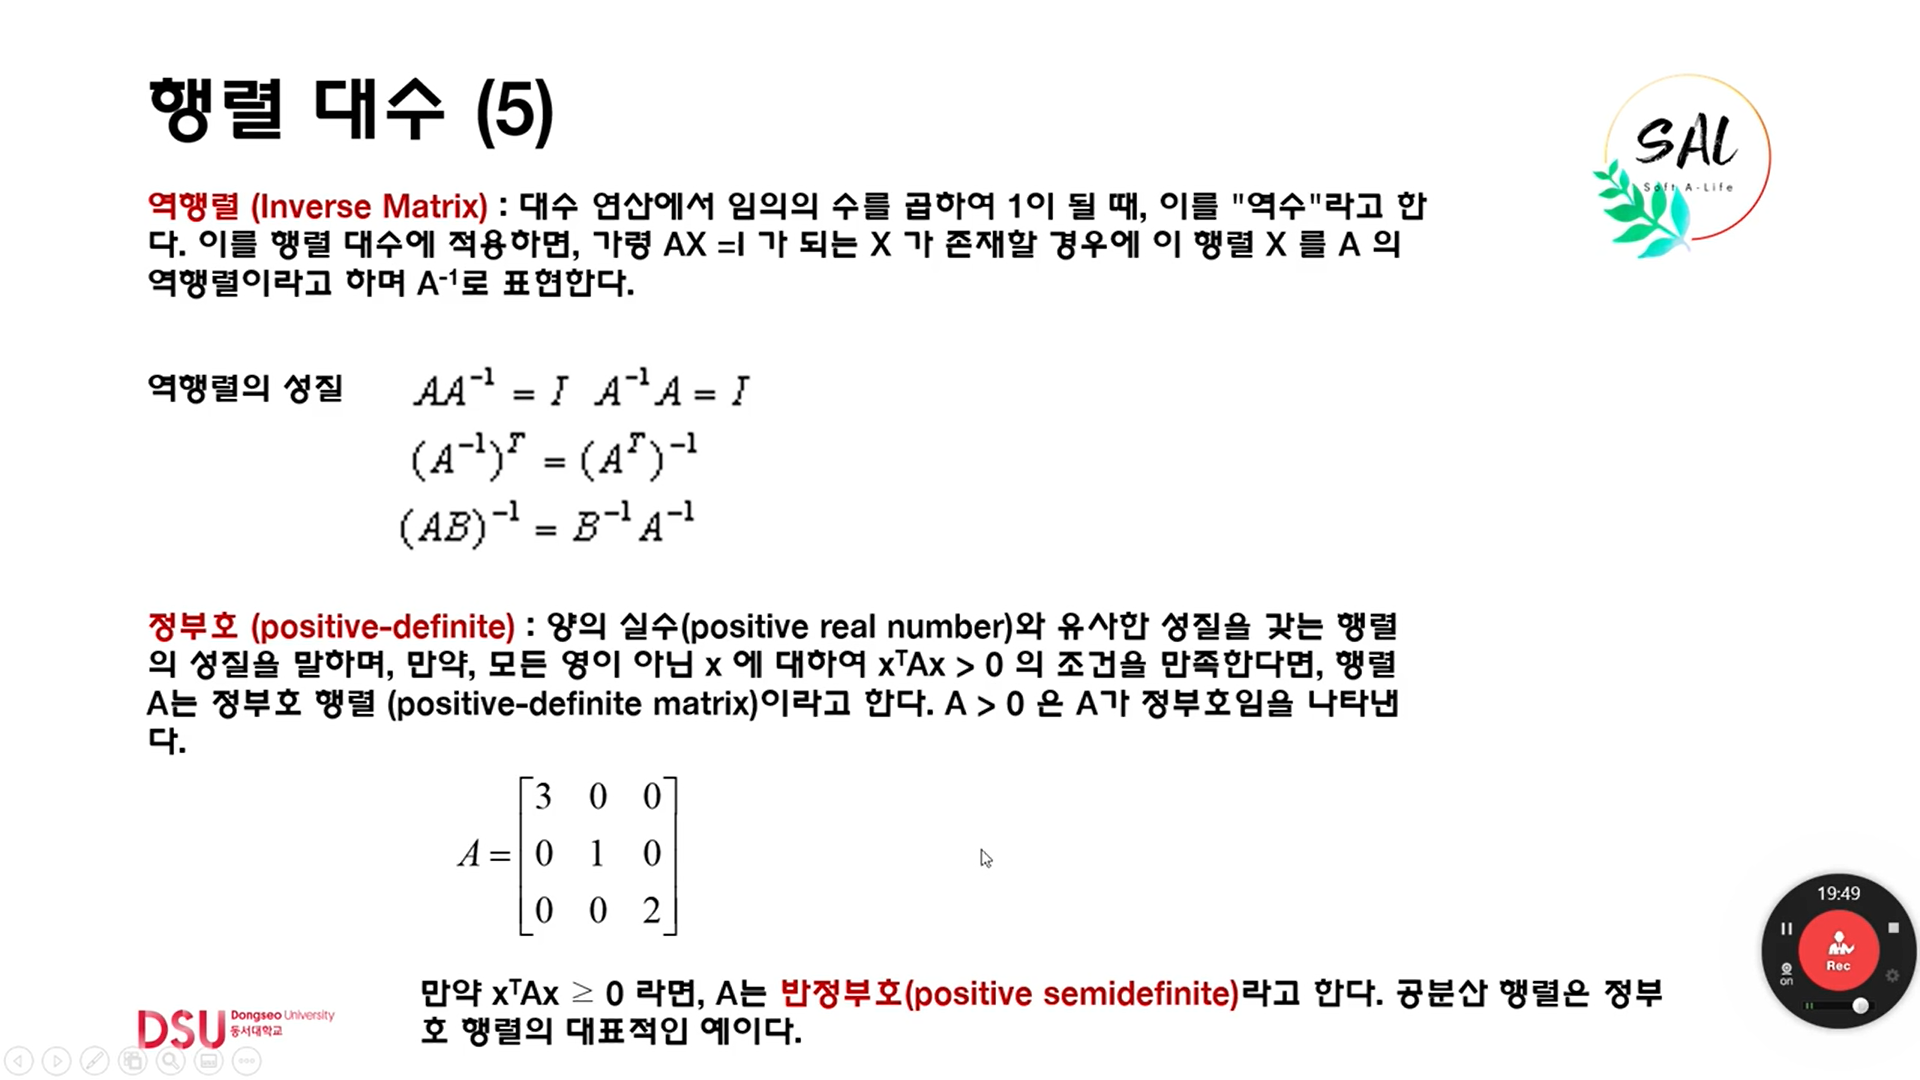 행렬 대수 (5)
SAL
Soft A-Life
역행렬 (Inverse Matrix) : 대수 연산에서 임의의 수를 곱하여 1이 될 때, 이를 "역수"라고 한
다. 이를 행렬 대수에 적용하면, 가령 AX =I 가 되는 X 가 존재할 경우에 이 행렬 X 를 A 의
역행렬이라고 하며 A⁻¹로 표현한다.
역행렬의 성질 AA⁻¹ = I A⁻¹A = I
(A⁻¹)ᵀ = (Aᵀ)⁻¹
(AB)⁻¹ = B⁻¹A⁻¹
정부호 (positive-definite) : 양의 실수(positive real number)와 유사한 성질을 갖는 행렬
의 성질을 말하며, 만약, 모든 영이 아닌 x 에 대하여 xᵀAx > 0 의 조건을 만족한다면, 행렬
A는 정부호 행렬 (positive-definite matrix)이라고 한다. A > 0 은 A가 정부호임을 나타낸
다.
3 0 0
A = 0 1 0
0 0 2
만약 xᵀAx ≥ 0 라면, A는 반정부호(positive semidefinite)라고 한다. 공분산 행렬은 정부
호 행렬의 대표적인 예이다.
DSU Dongseo University
동서대학교
19:49
Rec
on